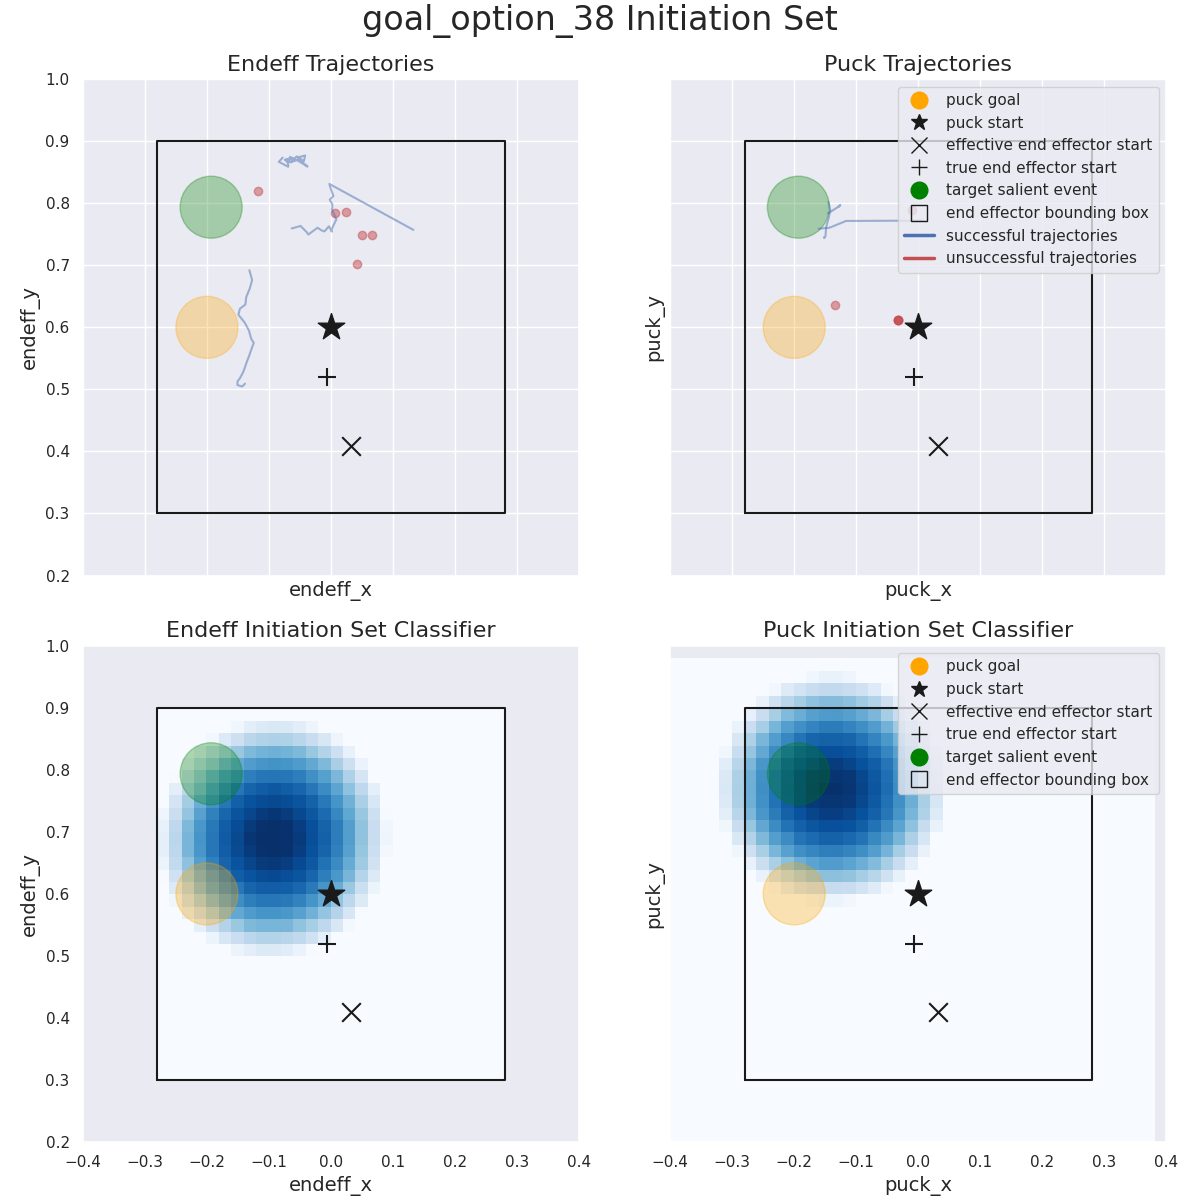 goal_option_38 Initiation Set
Endeff Trajectories
1.0
0.9
0.8
0.7
0.6
0.5
0.4
0.3
0.2
endeff_y
endeff_x
Puck Trajectories
puck goal
puck start
effective end effector start
true end effector start
target salient event
end effector bounding box
successful trajectories
unsuccessful trajectories
puck_y
puck_x
Endeff Initiation Set Classifier
1.0
0.9
0.8
0.7
0.6
0.5
0.4
0.3
0.2
endeff_y
−0.4 −0.3 −0.2 −0.1 0.0 0.1 0.2 0.3 0.4
endeff_x
Puck Initiation Set Classifier
puck goal
puck start
effective end effector start
true end effector start
target salient event
end effector bounding box
puck_y
−0.4 −0.3 −0.2 −0.1 0.0 0.1 0.2 0.3 0.4
puck_x